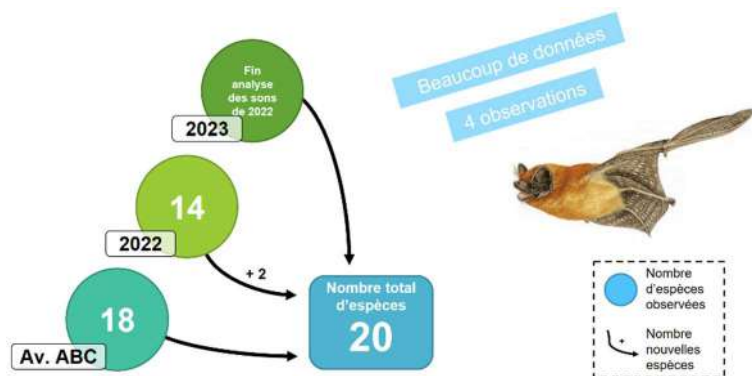 Fin
analyse
des sons
de 2022
2023
14
2022
+ 2
18
Av. ABC
Nombre total
d'espèces
20
Beaucoup de données
4 observations
Nombre
d'espèces
observées
+
Nombre
nouvelles
espèces